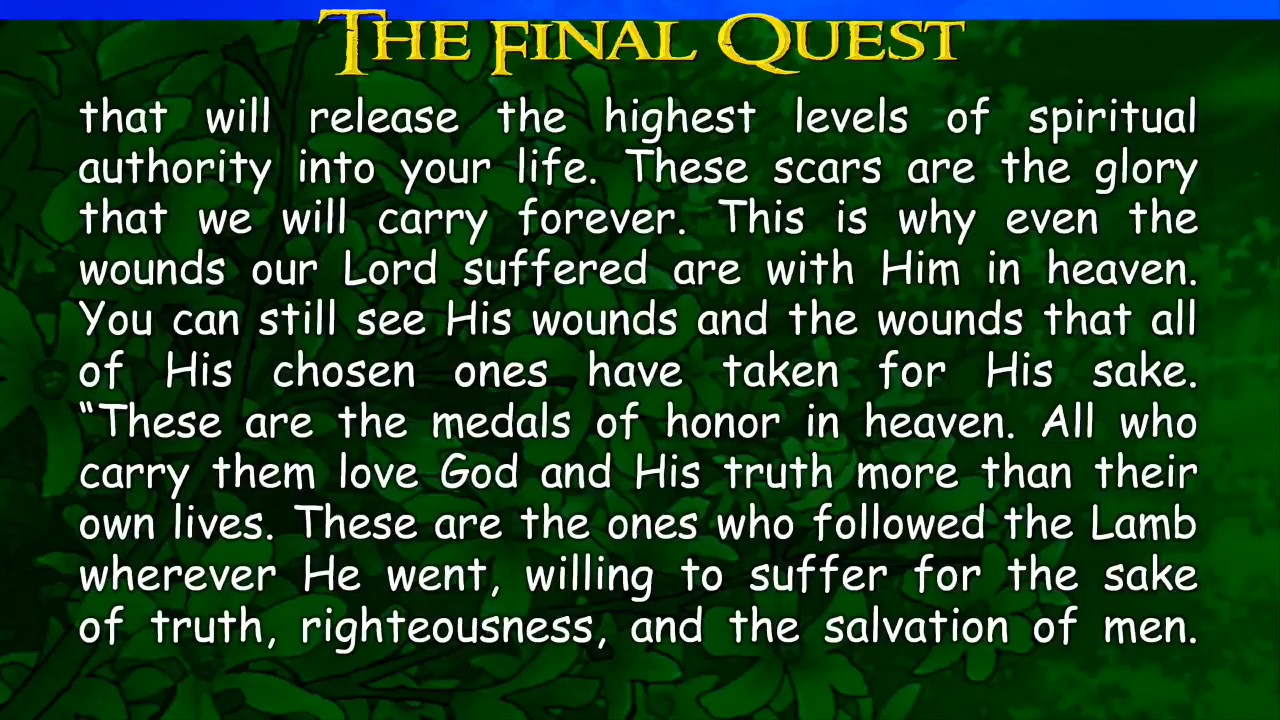 THE FINAL QUEST
that will release the highest levels of spiritual
authority into your life. These scars are the glory
that we will carry forever. This is why even the
wounds our Lord suffered are with Him in heaven.
You can still see His wounds and the wounds that all
of His chosen ones have taken for His sake.
“These are the medals of honor in heaven. All who
carry them love God and His truth more than their
own lives. These are the ones who followed the Lamb
wherever He went, willing to suffer for the sake
of truth, righteousness, and the salvation of men.